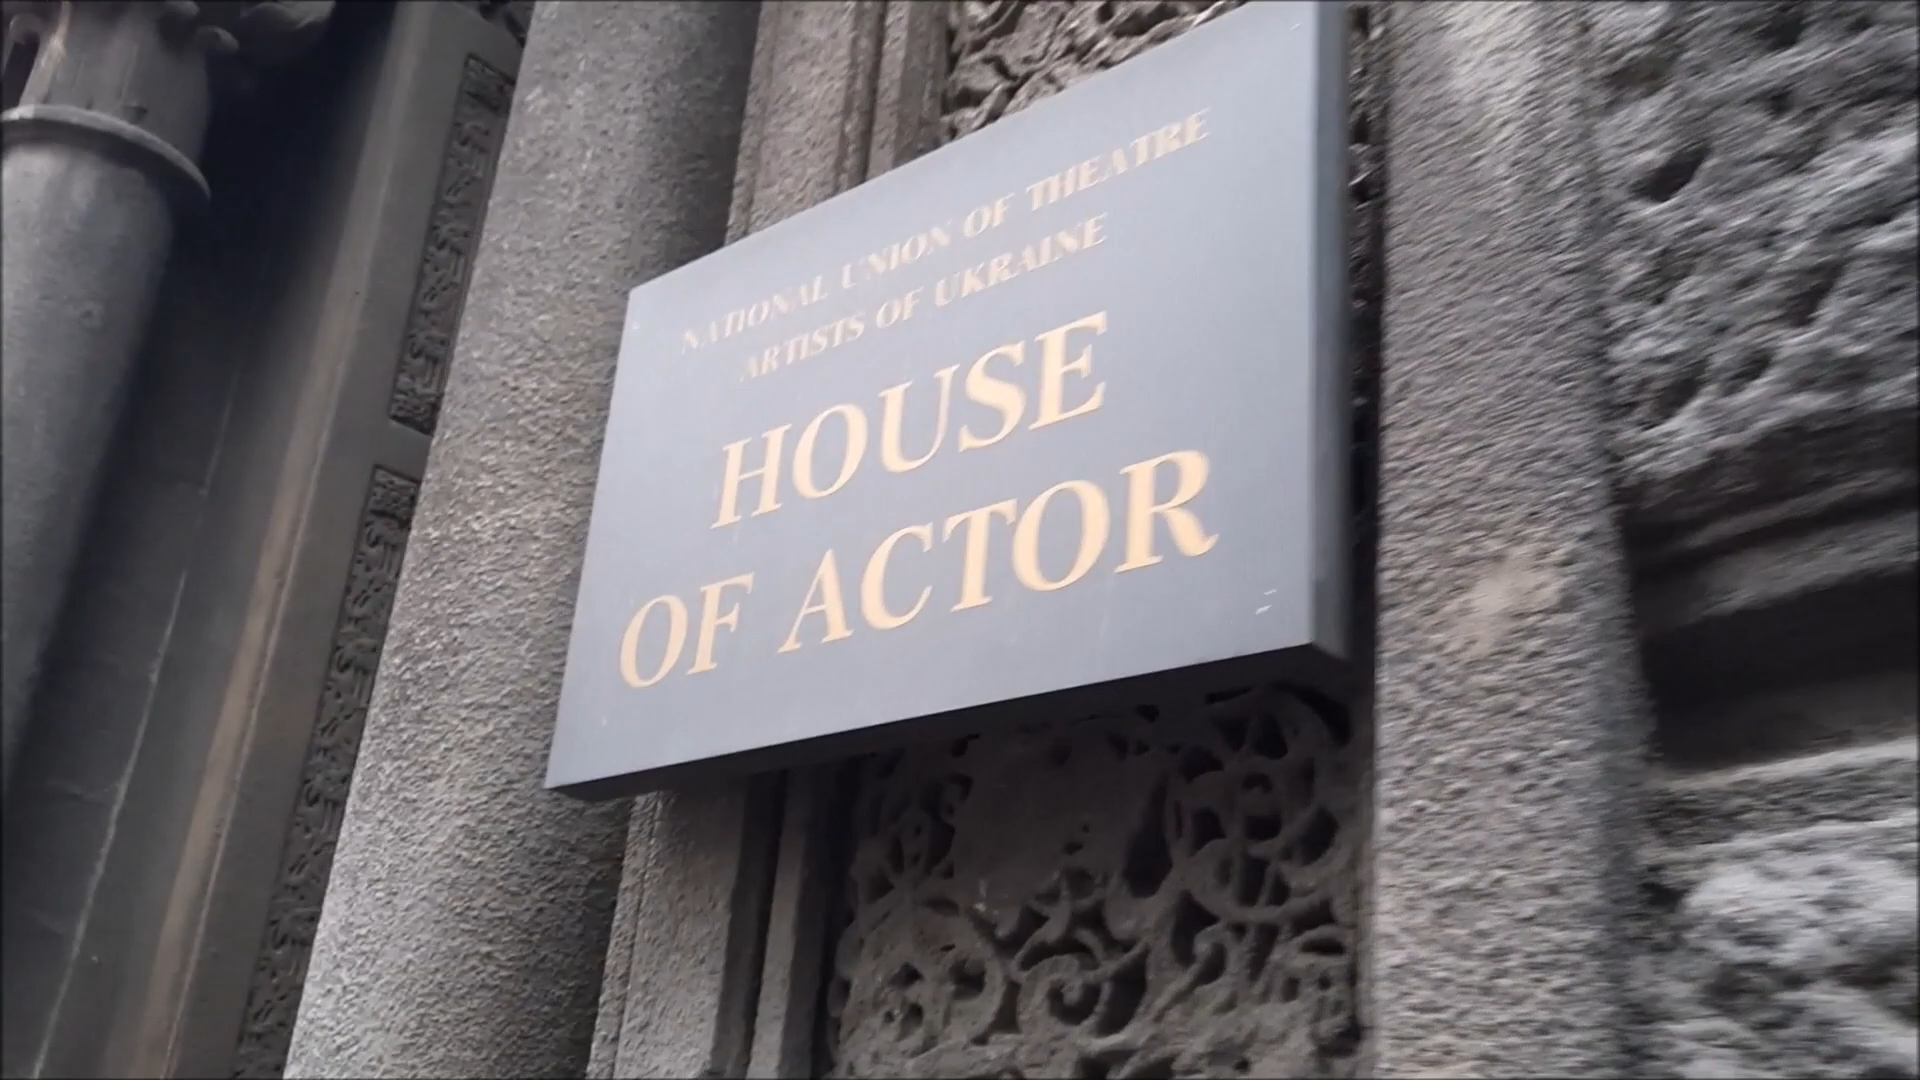 NATIONAL UNION OF THEATRE
ARTISTS OF UKRAINE
HOUSE
OF ACTOR